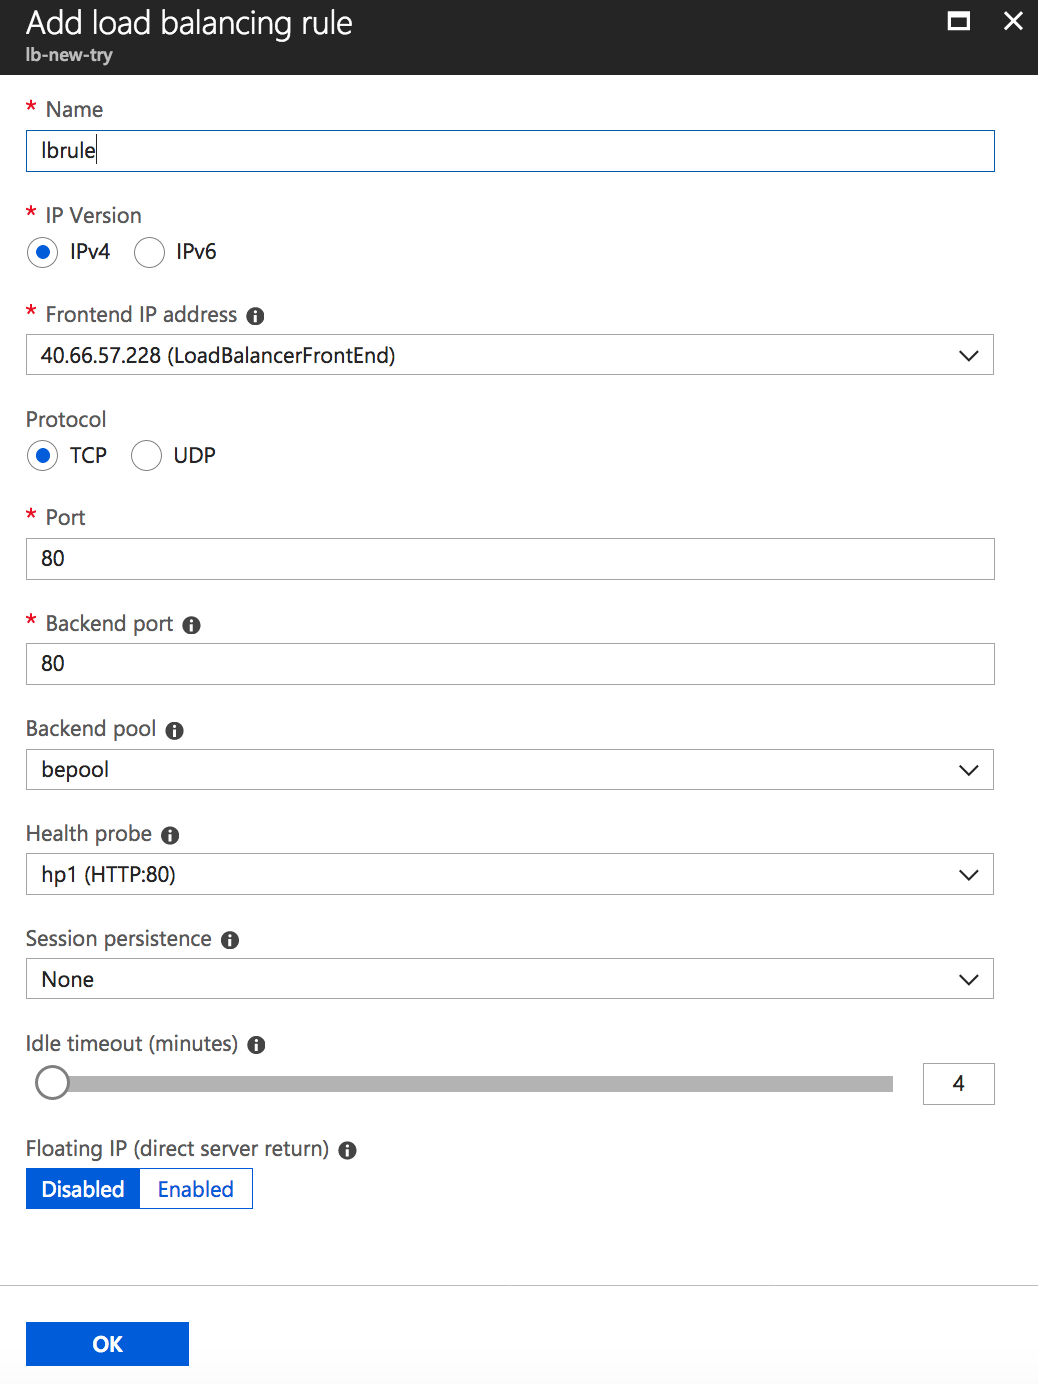 Add load balancing rule
lb-new-try
* Name
lbrule
* IP Version
IPv4 IPv6
* Frontend IP address
40.66.57.228 (LoadBalancerFrontEnd)
Protocol
TCP UDP
* Port
80
* Backend port
80
Backend pool
bepool
Health probe
hp1 (HTTP:80)
Session persistence
None
Idle timeout (minutes)
4
Floating IP (direct server return)
Disabled Enabled
OK